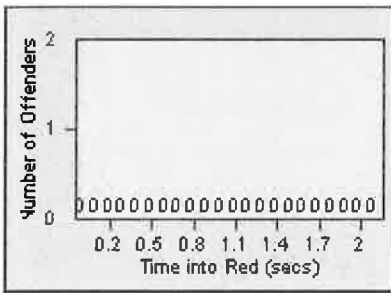 Number of Offenders
2
1
0
000000000000000000000000
0.2 0.5 0.8 1.1 1.4 1.7 2
Time into Red (secs)